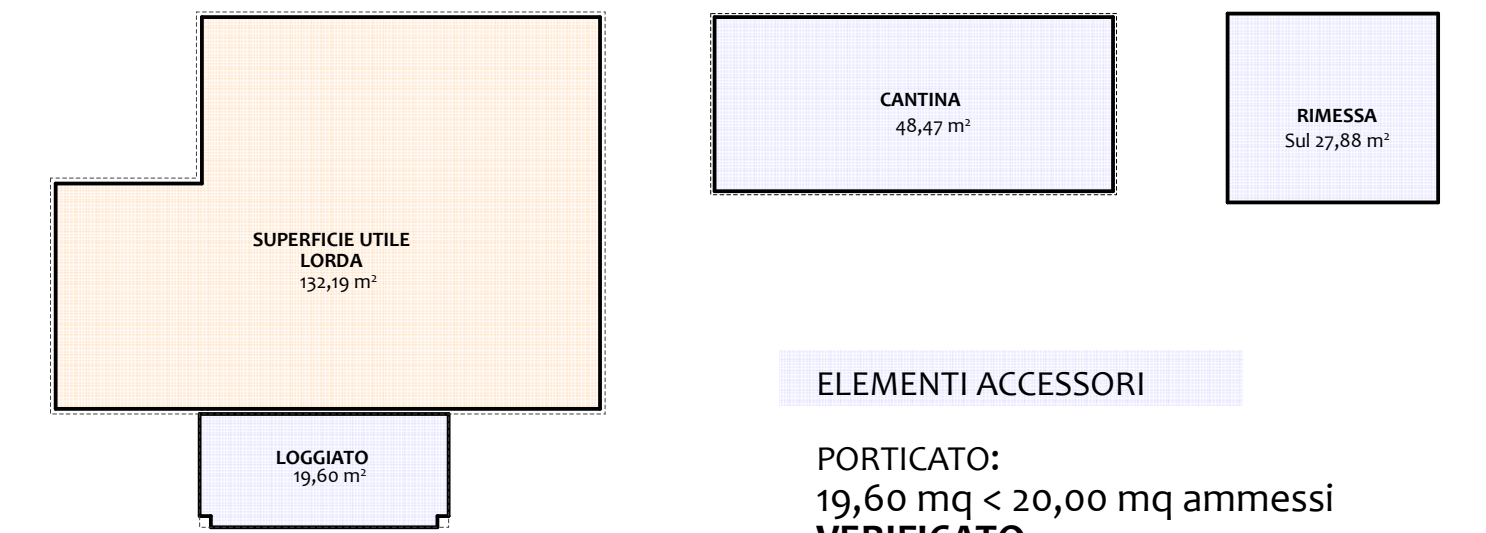 SUPERFICIE UTILE
LORDA
132,19 m²
LOGGIATO
19,60 m²
CANTINA
48,47 m²
RIMESSA
Sul 27,88 m²
ELEMENTI ACCESSORI
PORTICATO:
19,60 mq < 20,00 mq ammessi
VERIFICATO